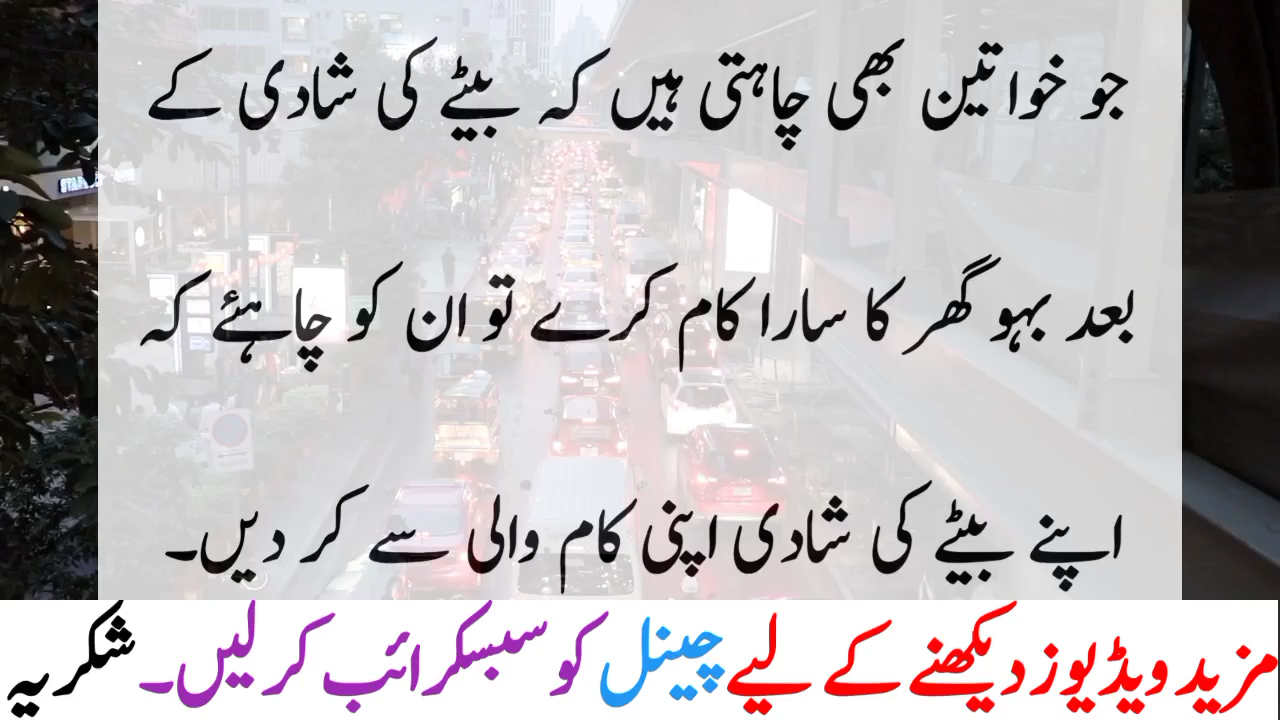 جو خواتین بھی چاہتی ہیں کہ بیٹے کی شادی کے
بعد بہو گھر کا سارا کام کرے تو ان کو چاہئے کہ
اپنے بیٹے کی شادی اپنی کام والی سے کر دیں۔
مزید ویڈیوز دیکھنے کے لیے چینل کو سبسکرائب کر لیں۔ شکریہ